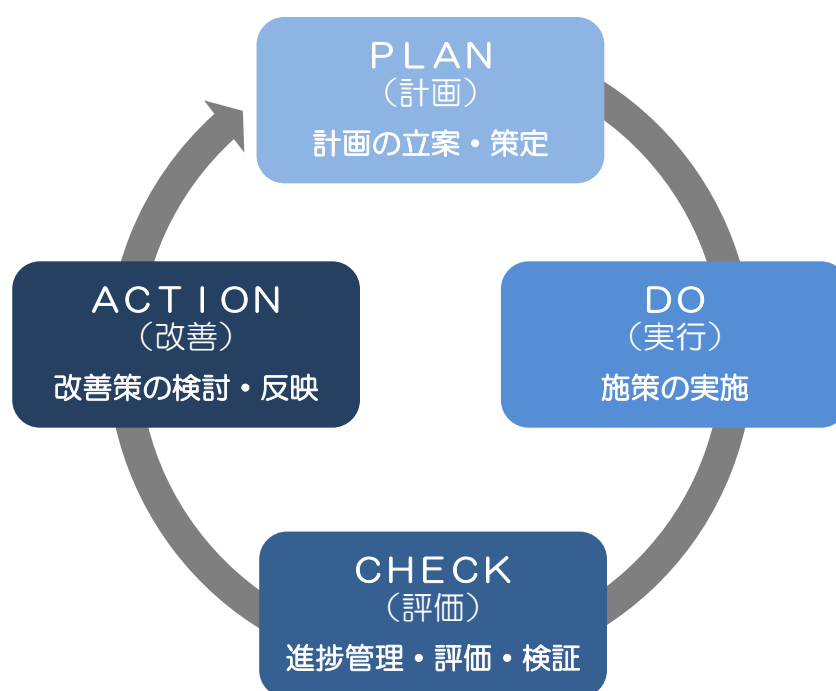 ＰＬＡＮ
（計画）
計画の立案・策定
ＤＯ
（実行）
施策の実施
ＣＨＥＣＫ
（評価）
進捗管理・評価・検証
ＡＣＴＩＯＮ
（改善）
改善策の検討・反映